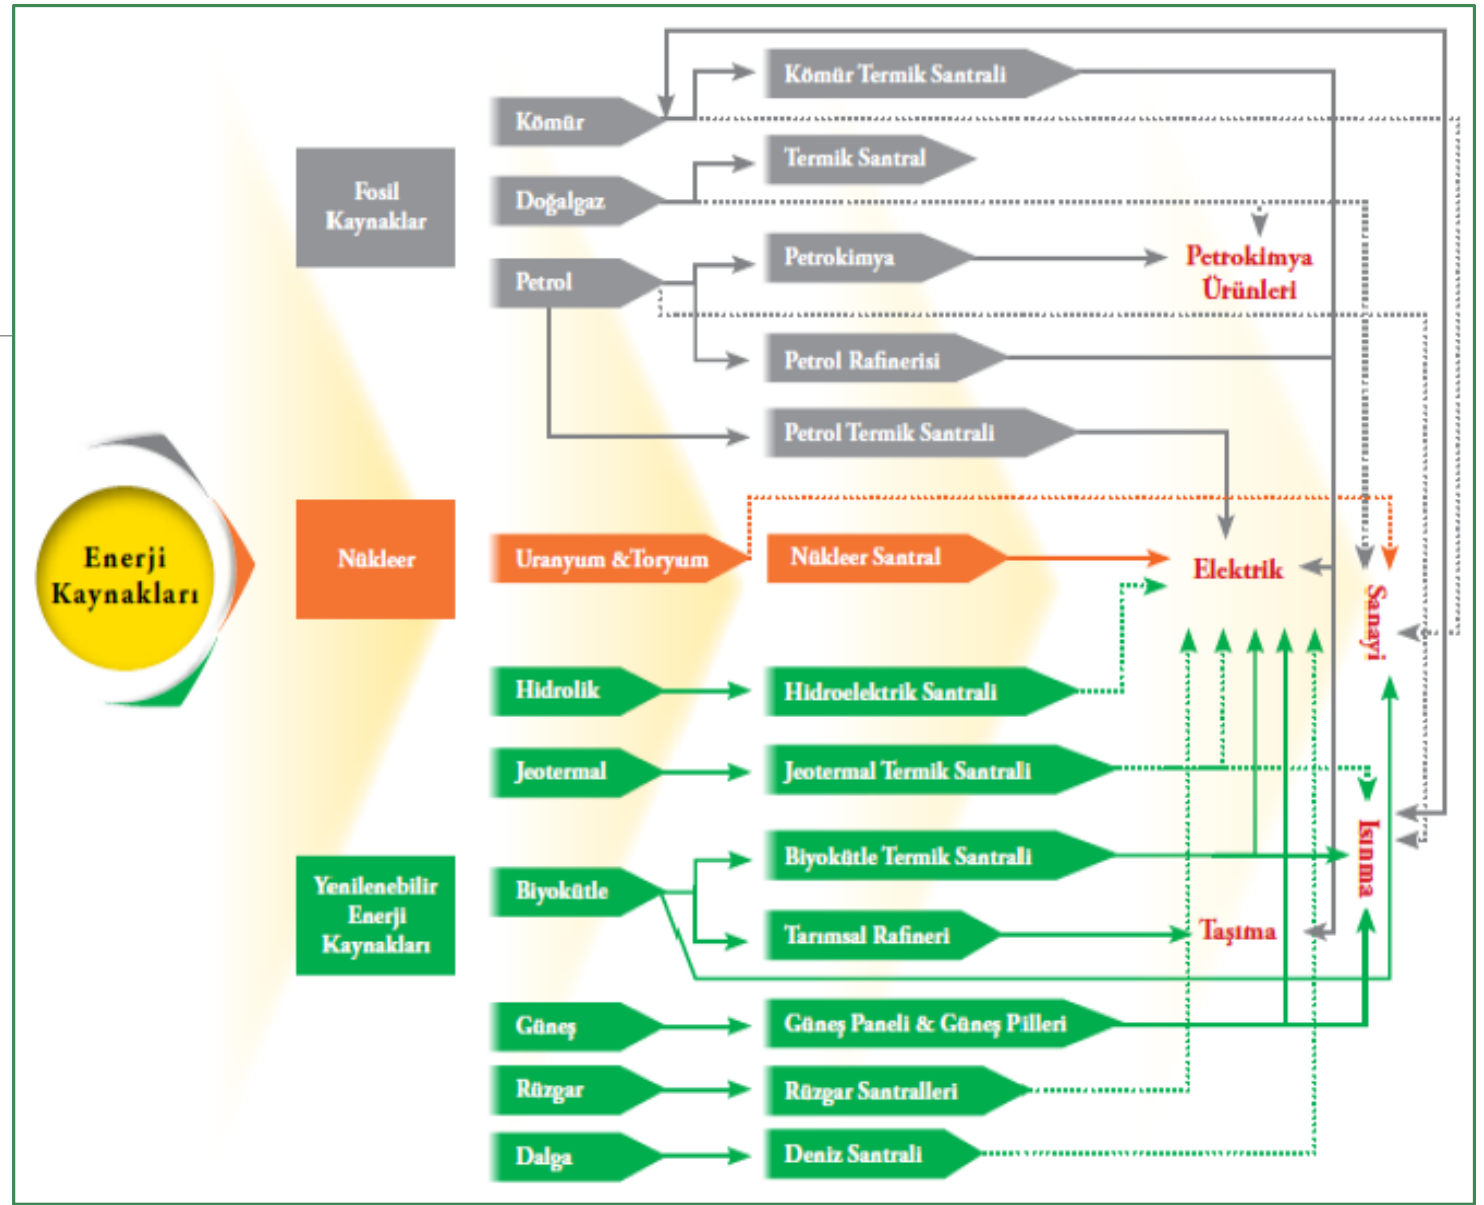 Enerji
Kaynakları
Fosil
Kaynaklar
Kömür
Kömür Termik Santrali
Doğalgaz
Termik Santral
Petrol
Petrokimya
Petrokimya
Ürünleri
Petrol Rafinerisi
Petrol Termik Santrali
Nükleer
Uranyum &Toryum
Nükleer Santral
Elektrik
Sanayi
Yenilenebilir
Enerji
Kaynakları
Hidrolik
Hidroelektrik Santrali
Jeotermal
Jeotermal Termik Santrali
Isınma
Biyokütle
Biyokütle Termik Santrali
Tarımsal Rafineri
Taşıma
Güneş
Güneş Paneli & Güneş Pilleri
Rüzgar
Rüzgar Santralleri
Dalga
Deniz Santrali